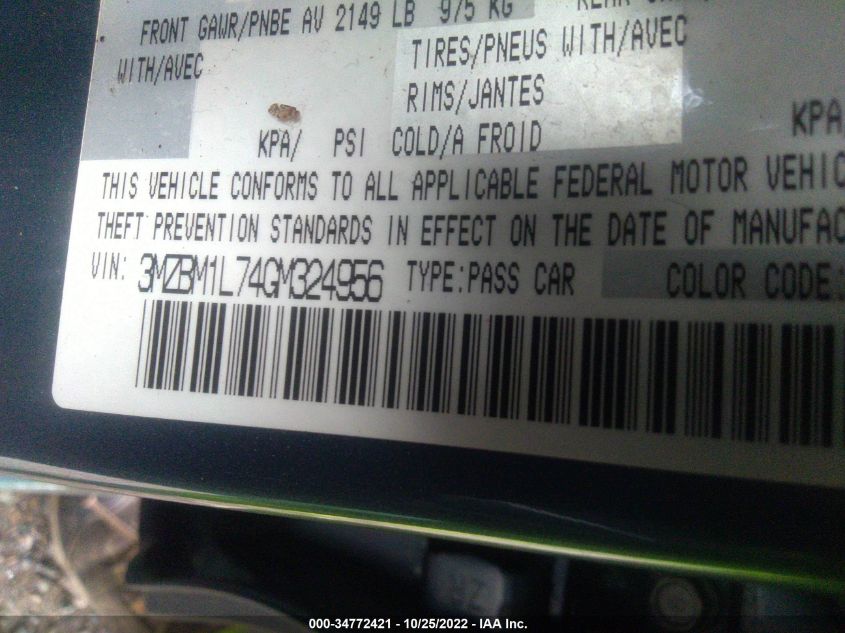 FRONT GAWR/PNBE AV 2149 LB 975 KG
WITH/AVEC
TIRES/PNEUS WITH/AVEC
RIMS/JANTES
KPA/ PSI COLD/A FROID
KPA
THIS VEHICLE CONFORMS TO ALL APPLICABLE FEDERAL MOTOR VEHIC
THEFT PREVENTION STANDARDS IN EFFECT ON THE DATE OF MANUFAC
VIN: 3MZBM1L74GM324956 TYPE:PASS CAR COLOR CODE:
000-34772421 - 10/25/2022 - IAA Inc.